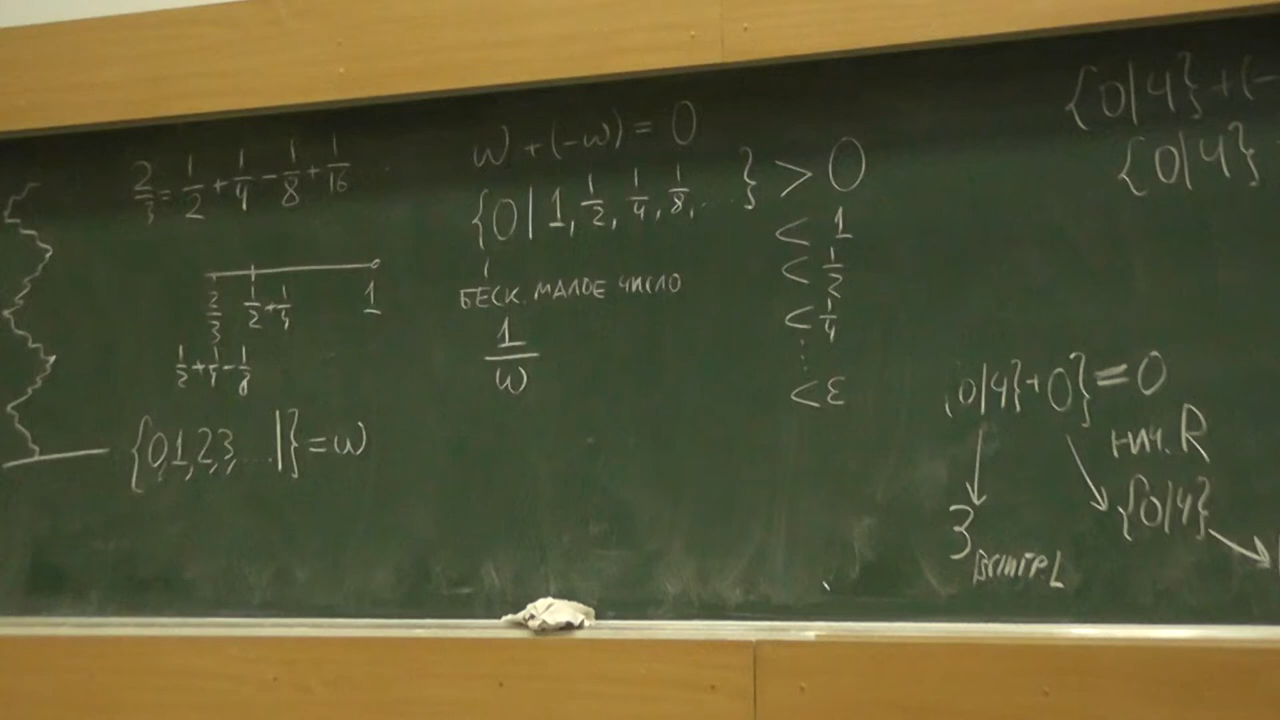 2/3 = 1/2 + 1/4 - 1/8 + 1/16 ...
2/3 1/2 + 1/4 1
1/2 + 1/4 - 1/8
{0,1,2,3, ... |} = ω
ω + (-ω) = 0
{0 | 1, 1/2, 1/4, 1/8, ... } > 0
< 1
< 1/2
< 1/4
⋮
< ε
БЕСК. МАЛОЕ ЧИСЛО
1/ω
{0|4} + (-
{0|4}
0|4} + 0} = 0
НИЧ. R
{0|4}
3